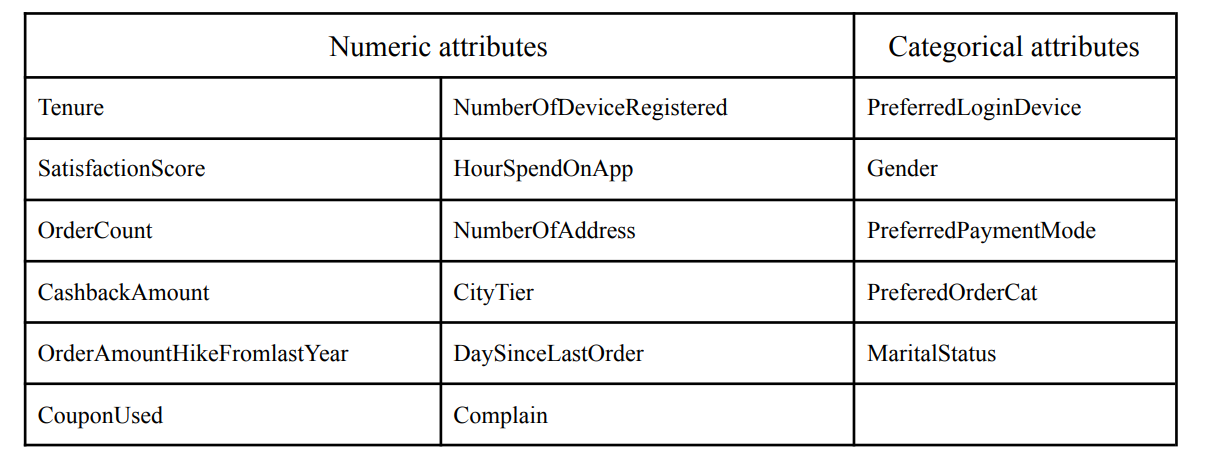 Numeric attributes Categorical attributes
Tenure NumberOfDeviceRegistered PreferredLoginDevice
SatisfactionScore HourSpendOnApp Gender
OrderCount NumberOfAddress PreferredPaymentMode
CashbackAmount CityTier PreferedOrderCat
OrderAmountHikeFromlastYear DaySinceLastOrder MaritalStatus
CouponUsed Complain